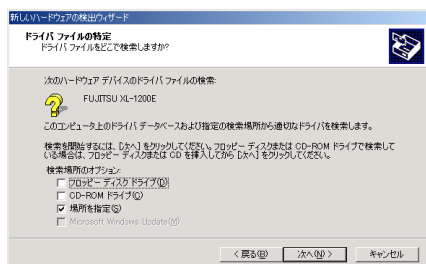 新しいハードウェアの検出ウィザード
ドライバ ファイルの特定
ドライバ ファイルをどこで検索しますか?
次のハードウェア デバイスのドライバ ファイルの検索:
FUJITSU XL-1200E
このコンピュータ上のドライバ データベースおよび指定の検索場所から適切なドライバを検索します。
検索を開始するには、[次へ] をクリックしてください。フロッピー ディスクまたは CD-ROM ドライブで検索して
いる場合は、フロッピー ディスクまたは CD を挿入してから [次へ] をクリックしてください。
検索場所のオプション:
フロッピー ディスク ドライブ(D)
CD-ROM ドライブ(C)
場所を指定(S)
Microsoft Windows Update(M)
< 戻る(B)
次へ(N) >
キャンセル